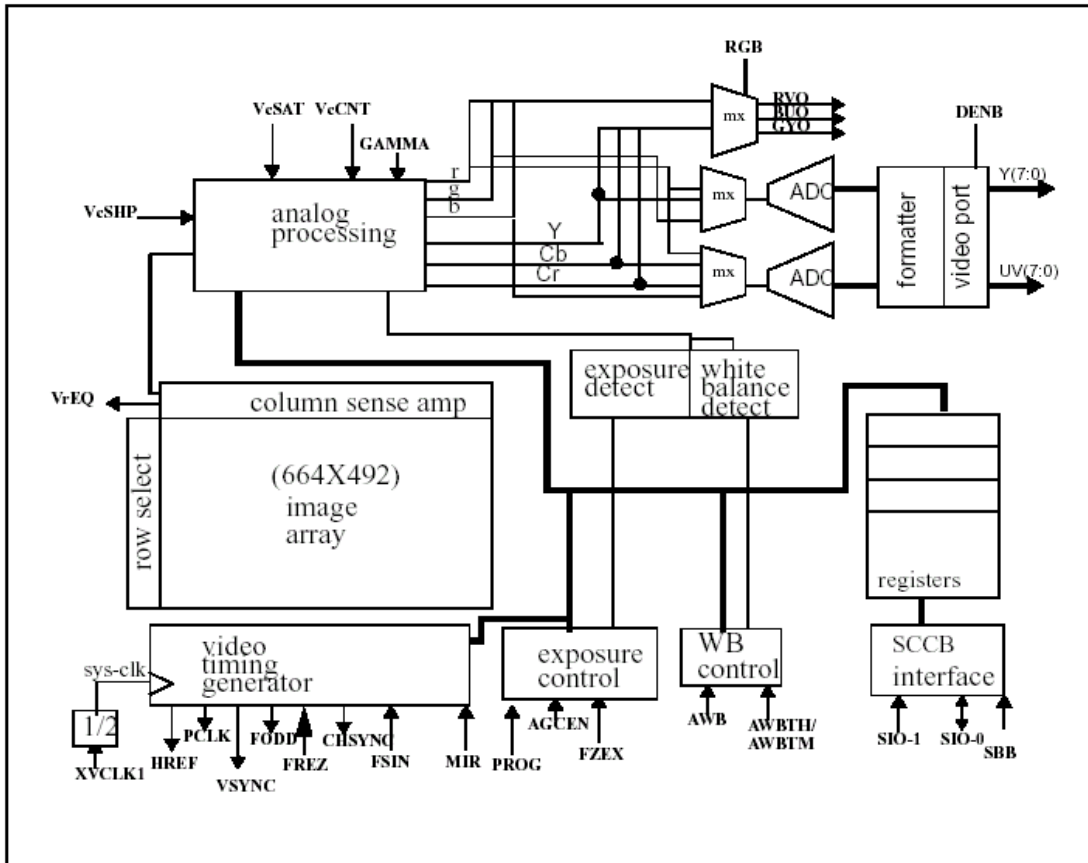 RGB
RVO
BUO
GYO
mx
VcSAT
VcCNT
GAMMA
DENB
r
g
b
VcSHP
analog
processing
Y
Cb
Cr
mx
ADC
mx
ADC
formatter
video port
Y(7:0)
UV(7:0)
exposure
detect
white
balance
detect
VrEQ
column sense amp
row select
(664X492)
image
array
registers
sys-clk
video
timing
generator
exposure
control
WB
control
SCCB
interface
1/2
XVCLK1
HREF
PCLK
VSYNC
FODD
FREZ
CHSYNC
FSIN
MIR
PROG
AGCEN
FZEX
AWB
AWBTH/
AWBTM
SIO-1
SIO-0
SBB